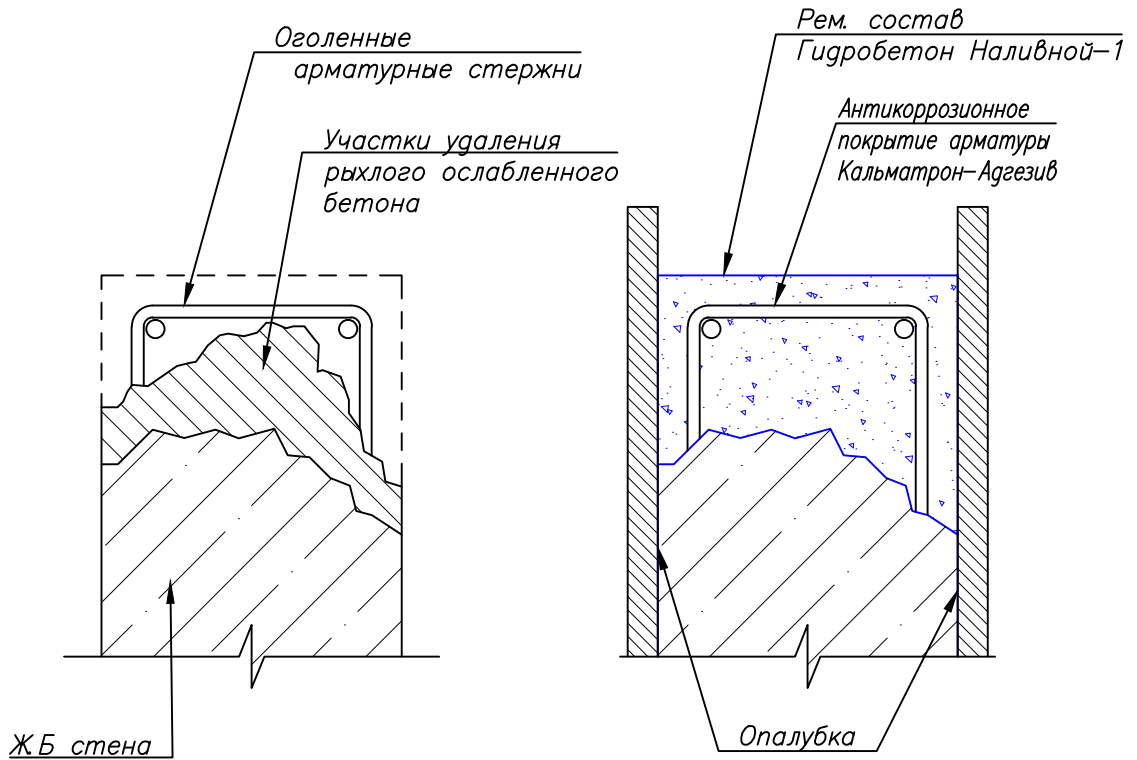 Оголенные
арматурные стержни
Участки удаления
рыхлого ослабленного
бетона
Ж.Б стена
Рем. состав
Гидробетон Наливной-1
Антикоррозионное
покрытие арматуры
Кальматрон-Адгезив
Опалубка